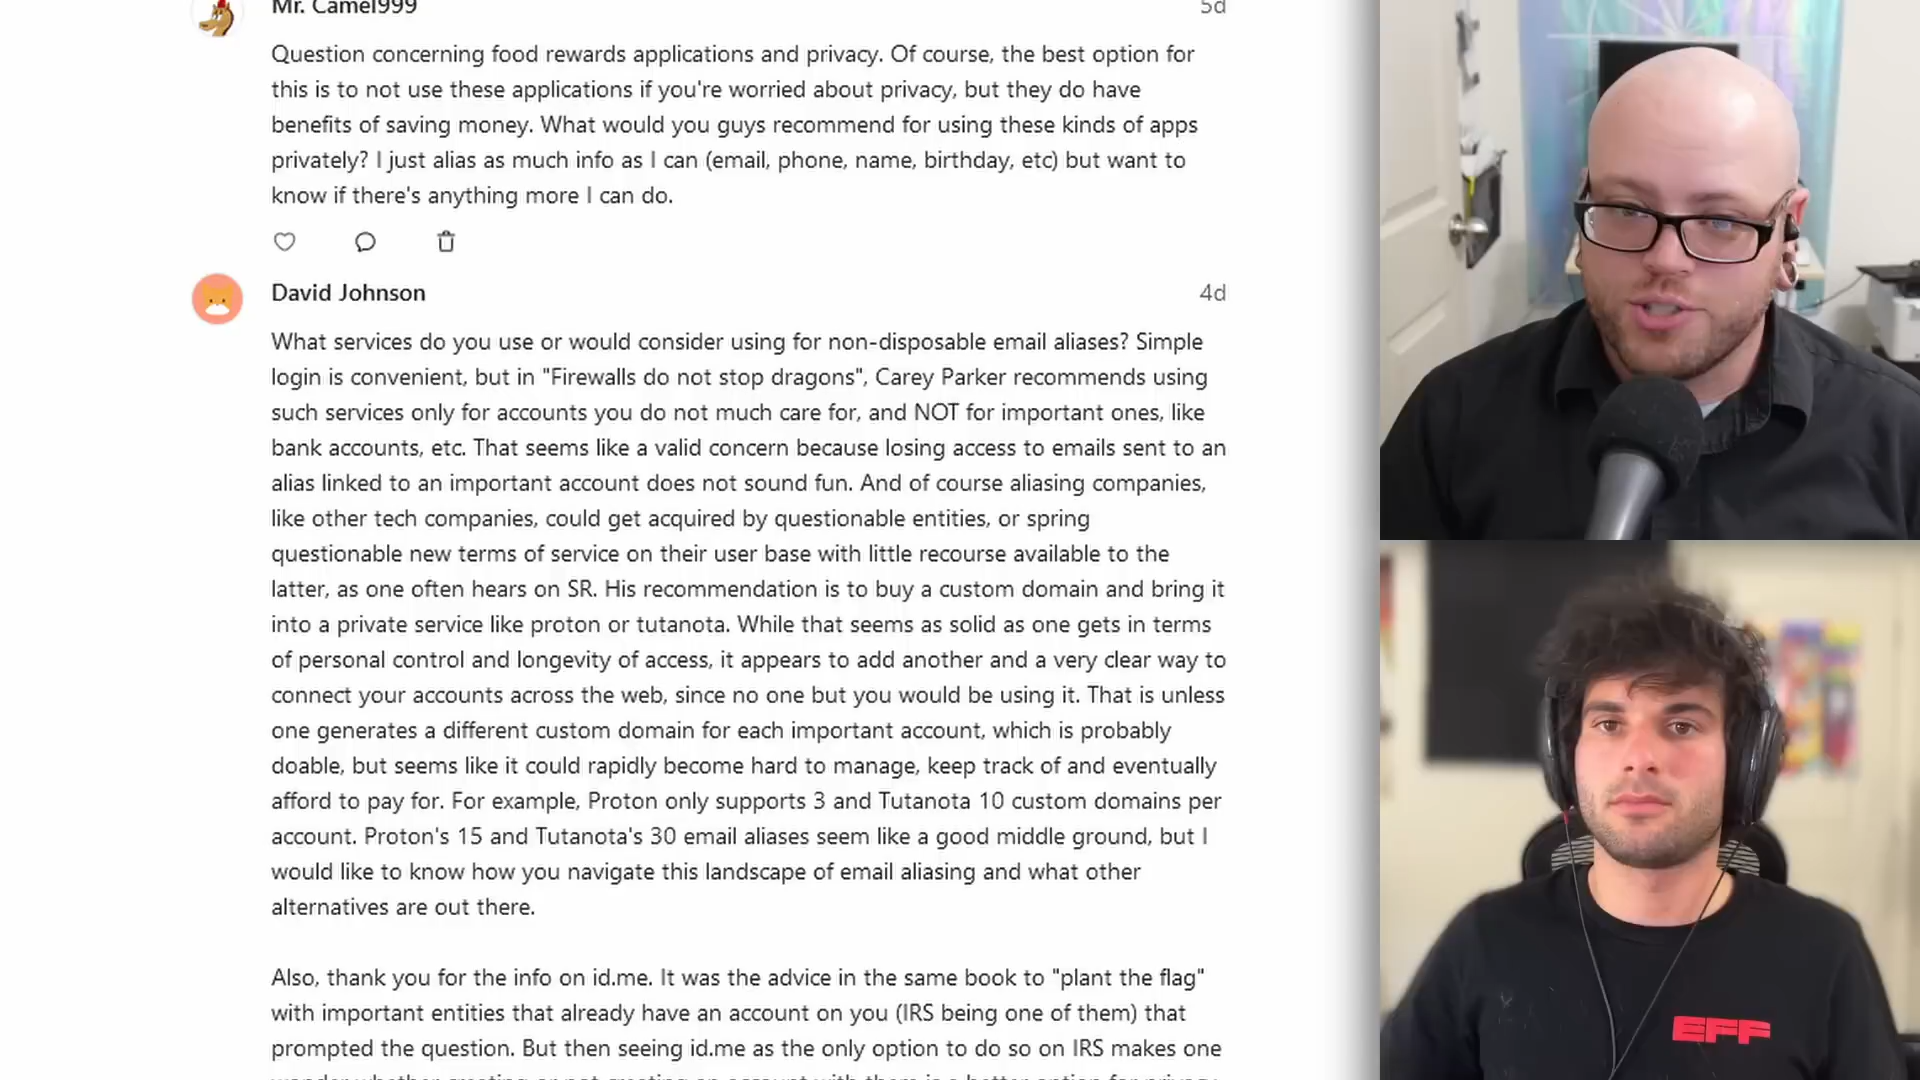 Mr. Camel999
5d
Question concerning food rewards applications and privacy. Of course, the best option for
this is to not use these applications if you're worried about privacy, but they do have
benefits of saving money. What would you guys recommend for using these kinds of apps
privately? I just alias as much info as I can (email, phone, name, birthday, etc) but want to
know if there's anything more I can do.
David Johnson
4d
What services do you use or would consider using for non-disposable email aliases? Simple
login is convenient, but in "Firewalls do not stop dragons", Carey Parker recommends using
such services only for accounts you do not much care for, and NOT for important ones, like
bank accounts, etc. That seems like a valid concern because losing access to emails sent to an
alias linked to an important account does not sound fun. And of course aliasing companies,
like other tech companies, could get acquired by questionable entities, or spring
questionable new terms of service on their user base with little recourse available to the
latter, as one often hears on SR. His recommendation is to buy a custom domain and bring it
into a private service like proton or tutanota. While that seems as solid as one gets in terms
of personal control and longevity of access, it appears to add another and a very clear way to
connect your accounts across the web, since no one but you would be using it. That is unless
one generates a different custom domain for each important account, which is probably
doable, but seems like it could rapidly become hard to manage, keep track of and eventually
afford to pay for. For example, Proton only supports 3 and Tutanota 10 custom domains per
account. Proton's 15 and Tutanota's 30 email aliases seem like a good middle ground, but I
would like to know how you navigate this landscape of email aliasing and what other
alternatives are out there.
Also, thank you for the info on id.me. It was the advice in the same book to "plant the flag"
with important entities that already have an account on you (IRS being one of them) that
prompted the question. But then seeing id.me as the only option to do so on IRS makes one
EFF